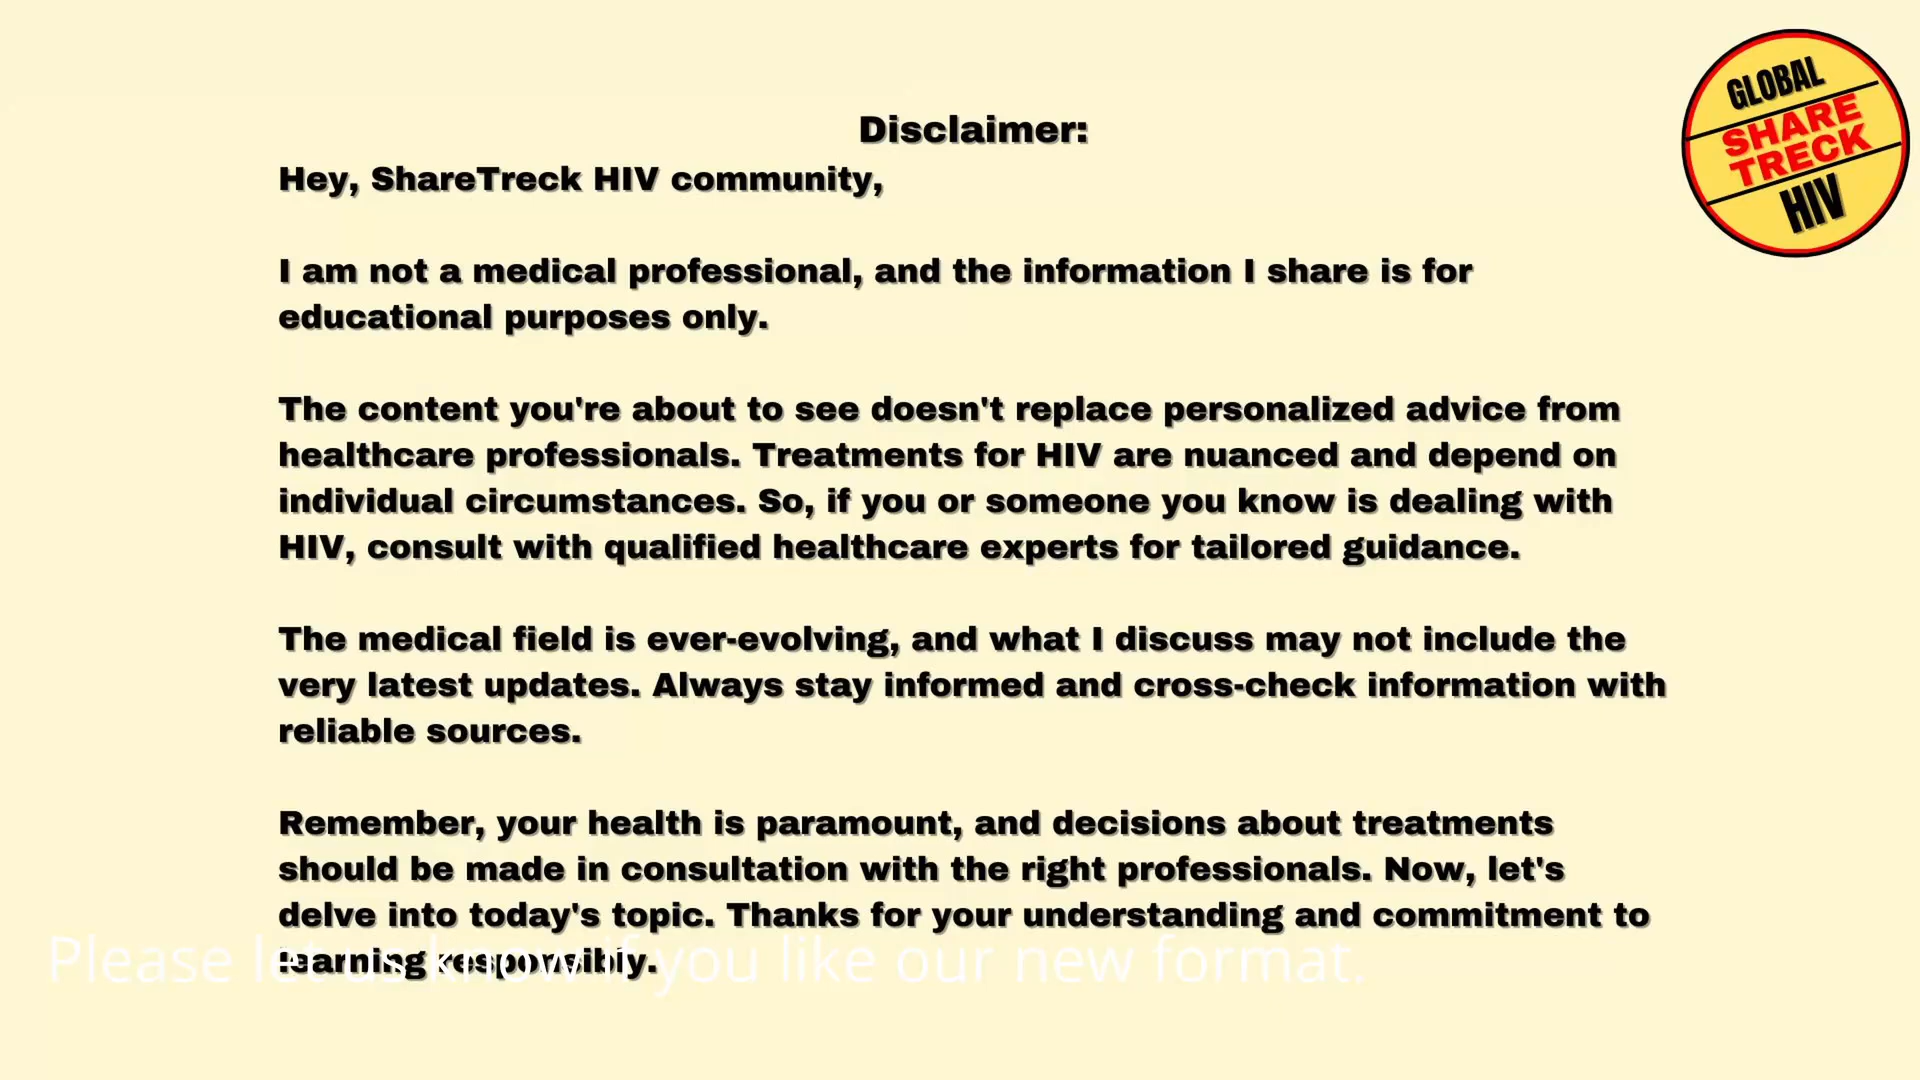 GLOBAL
SHARE
TRECK
HIV
Disclaimer:
Hey, ShareTreck HIV community,
I am not a medical professional, and the information I share is for
educational purposes only.
The content you're about to see doesn't replace personalized advice from
healthcare professionals. Treatments for HIV are nuanced and depend on
individual circumstances. So, if you or someone you know is dealing with
HIV, consult with qualified healthcare experts for tailored guidance.
The medical field is ever-evolving, and what I discuss may not include the
very latest updates. Always stay informed and cross-check information with
reliable sources.
Remember, your health is paramount, and decisions about treatments
should be made in consultation with the right professionals. Now, let's
delve into today's topic. Thanks for your understanding and commitment to
learning responsibly.
Please let us know if you like our new format.